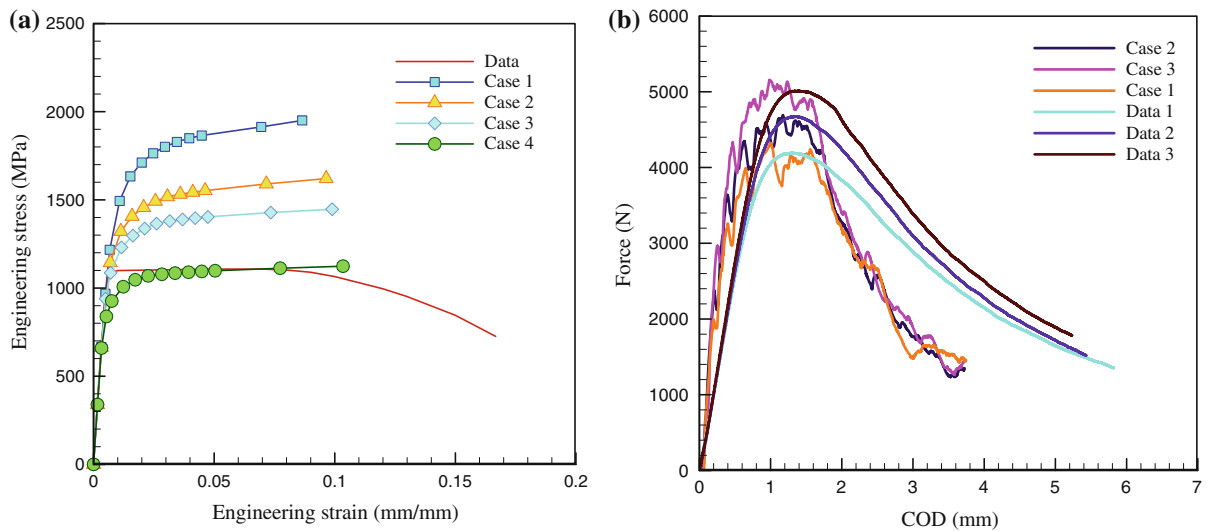 (a)
2500
2000
1500
1000
500
0
Engineering stress (MPa)
Data
Case 1
Case 2
Case 3
Case 4
0 0.05 0.1 0.15 0.2
Engineering strain (mm/mm)
(b)
6000
5000
4000
3000
2000
1000
0
Force (N)
Case 2
Case 3
Case 1
Data 1
Data 2
Data 3
0 1 2 3 4 5 6 7
COD (mm)